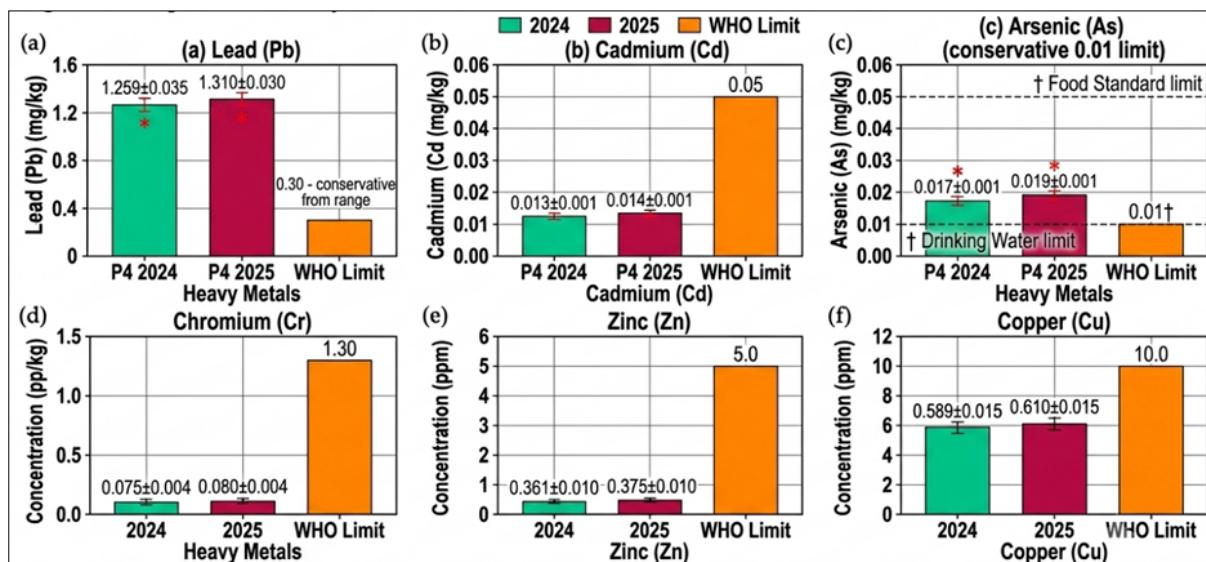 2024 2025 WHO Limit
(a)
(a) Lead (Pb)
Lead (Pb) (mg/kg)
1.6
1.2
0.8
0.4
0
1.259±0.035
*
1.310±0.030
*
0.30 - conservative
from range
P4 2024 P4 2025 WHO Limit
Heavy Metals
(b)
(b) Cadmium (Cd)
Cadmium (Cd (mg/kg)
0.06
0.05
0.04
0.03
0.02
0.01
0.00
0.013±0.001
0.014±0.001
0.05
P4 2024 P4 2025 WHO Limit
Cadmium (Cd)
(c)
(c) Arsenic (As)
(conservative 0.01 limit)
Arsenic (As) (mg/kg)
0.06
0.05
0.04
0.03
0.02
0.01
0.00
† Food Standard limit
*
0.017±0.001
*
0.019±0.001
0.01†
† Drinking Water limit
P4 2024 P4 2025 WHO Limit
Heavy Metals
(d)
Chromium (Cr)
Concentration (pp/kg)
1.5
1.0
0.5
0.0
0.075±0.004
0.080±0.004
1.30
2024 2025 WHO Limit
Heavy Metals
(e)
Zinc (Zn)
Concentration (ppm)
6
5
4
3
2
1
0
0.361±0.010
0.375±0.010
5.0
2024 2025 WHO Limit
Zinc (Zn)
(f)
Copper (Cu)
Concentration (ppm)
12
10
8
6
4
2
0
0.589±0.015
0.610±0.015
10.0
2024 2025 WHO Limit
Copper (Cu)